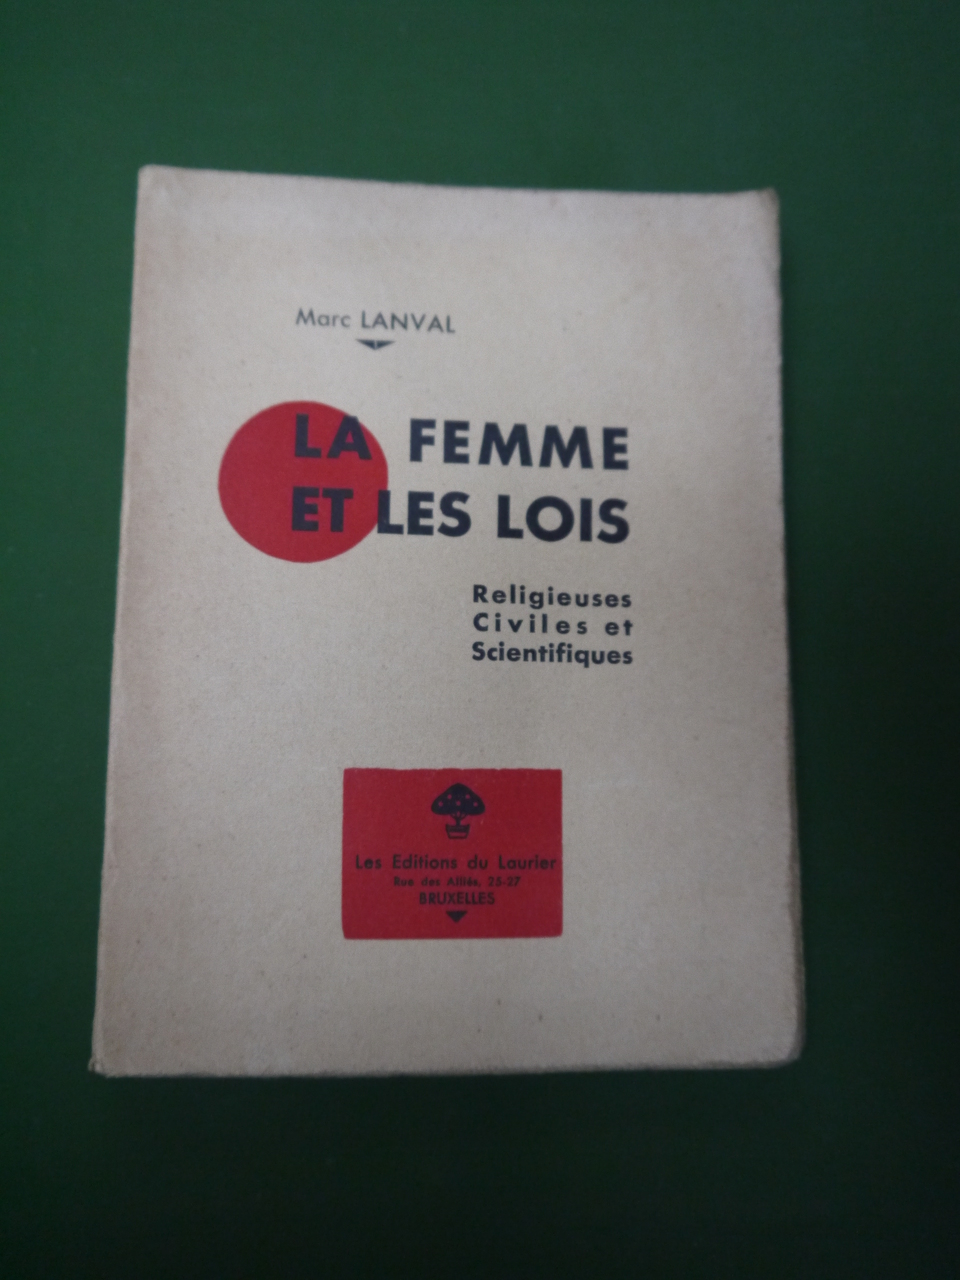 Marc LANVAL
LA FEMME
ET LES LOIS
Religieuses
Civiles et
Scientifiques
Les Editions du Laurier
Rue des Alliés, 25-27
BRUXELLES